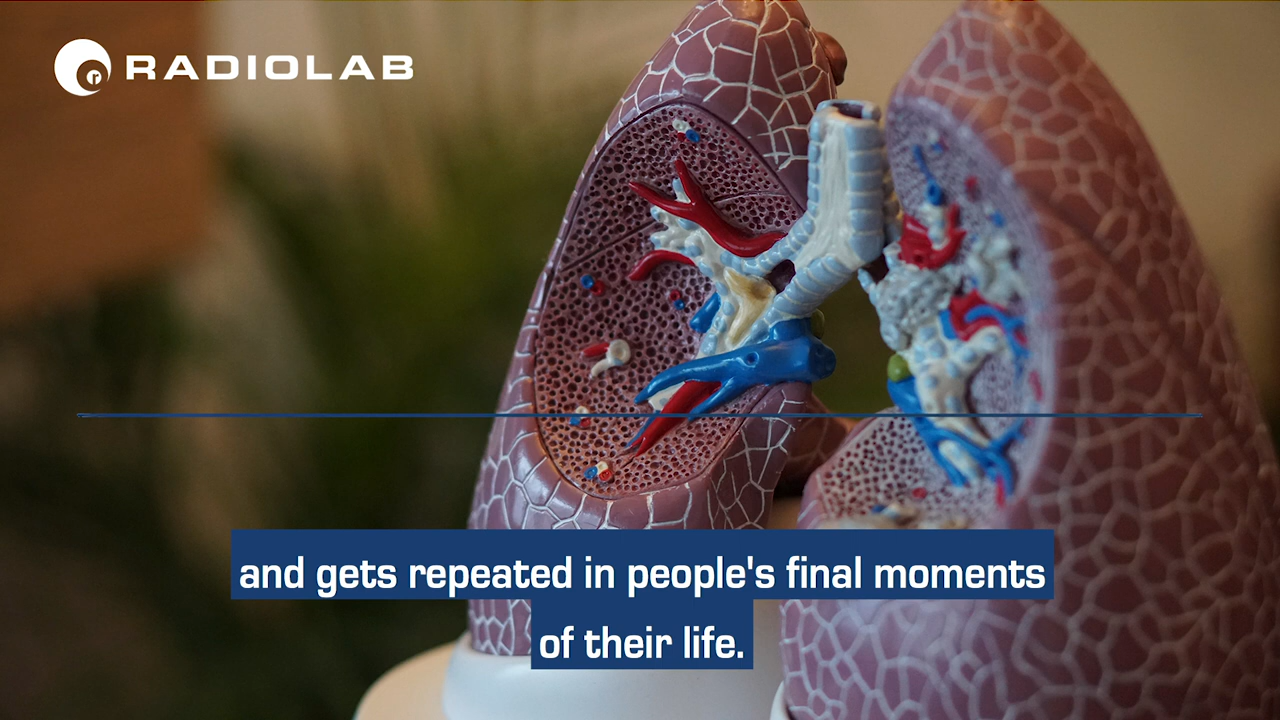 RADIOLAB
and gets repeated in people's final moments
of their life.